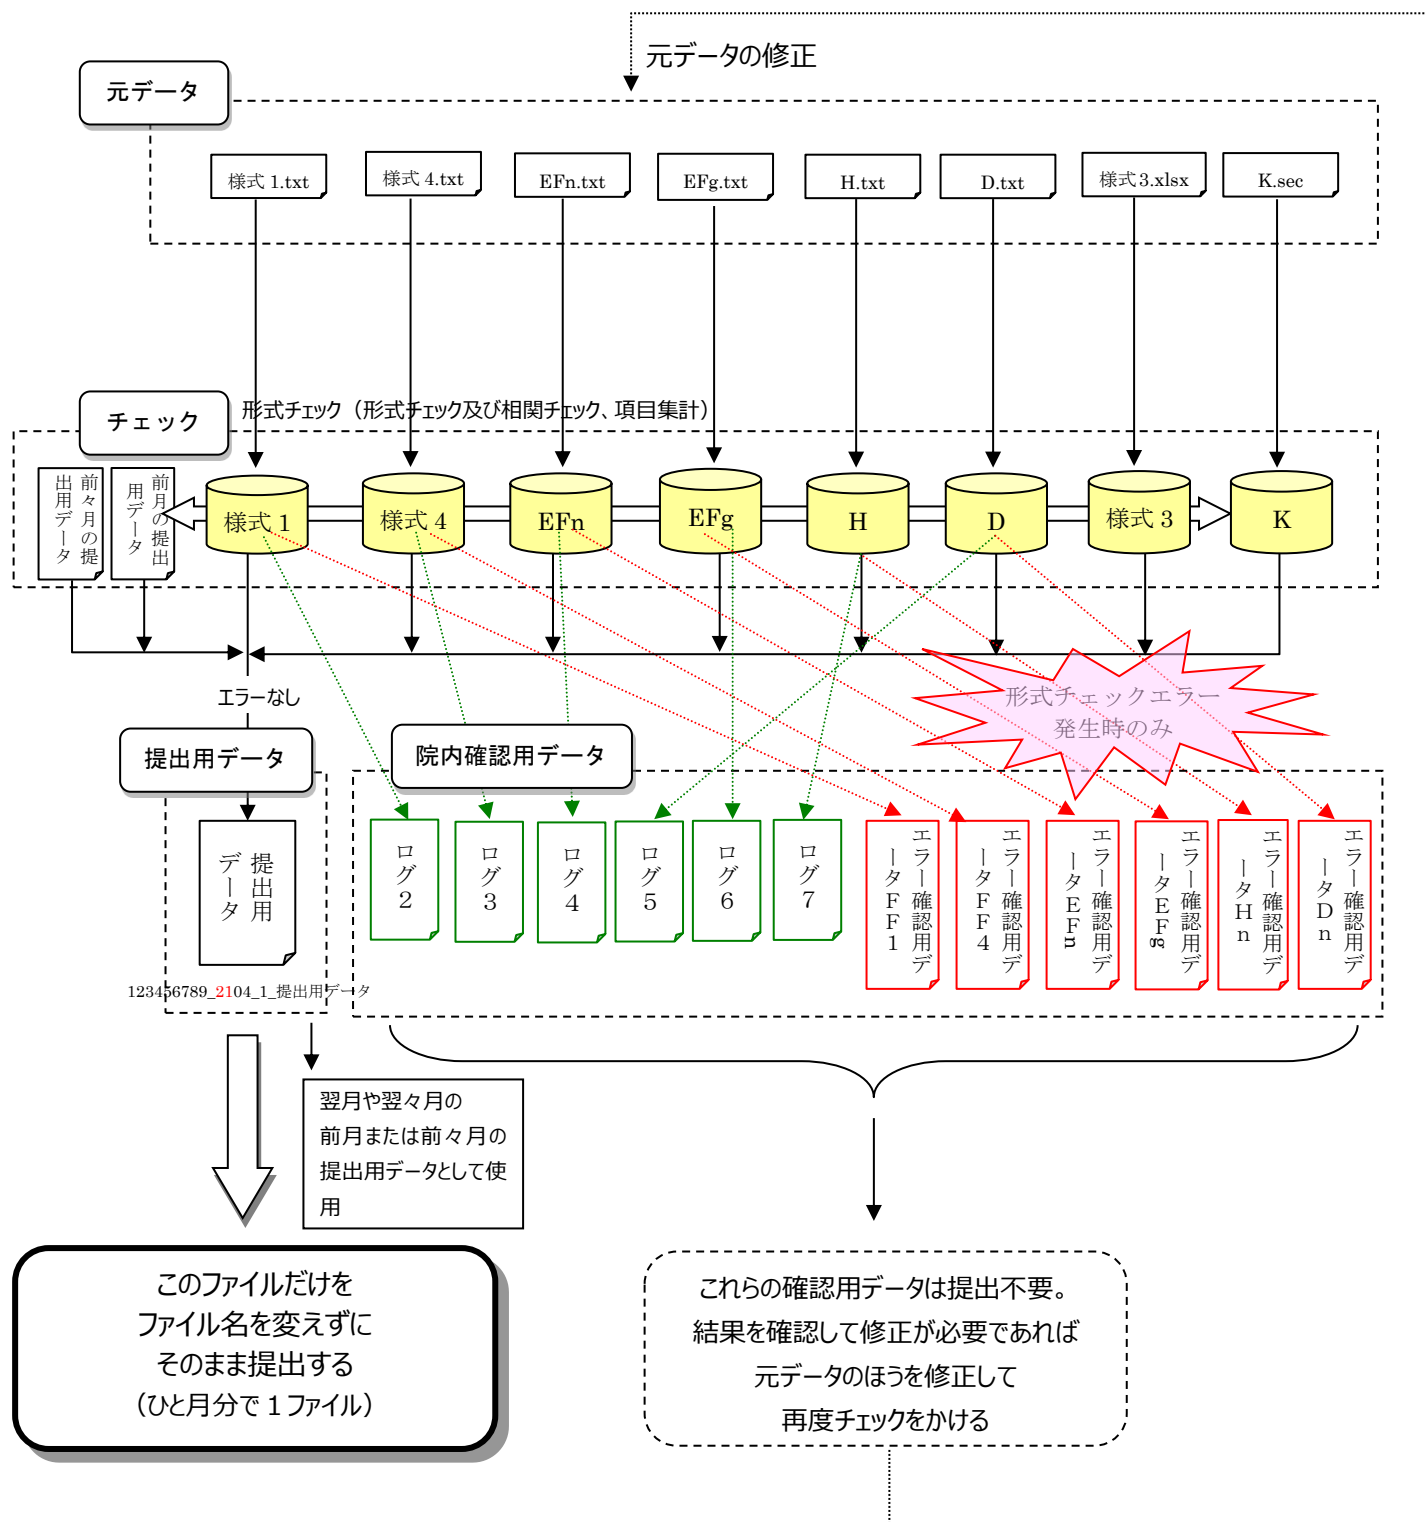 元データの修正
元データ
様式 1.txt
様式 4.txt
EFn.txt
EFg.txt
H.txt
D.txt
様式3.xlsx
K.sec
チェック
形式チェック（形式チェック及び相関チェック、項目集計）
前々月の提
出用データ
前月の提出
用データ
様式 1
様式 4
EFn
EFg
H
D
様式 3
K
エラーなし
形式チェックエラー
発生時のみ
提出用データ
院内確認用データ
提出用
データ
ログ２
ログ３
ログ４
ログ５
ログ６
ログ７
エラー確認用デ
ータＦＦ１
エラー確認用デ
ータＦＦ４
エラー確認用デ
ータＥＦn
エラー確認用デ
ータＥＦg
エラー確認用デ
ータＨn
エラー確認用デ
ータＤn
123456789_2104_1_提出用データ
翌月や翌々月の
前月または前々月の
提出用データとして使
用
このファイルだけを
ファイル名を変えずに
そのまま提出する
（ひと月分で１ファイル）
これらの確認用データは提出不要。
結果を確認して修正が必要であれば
元データのほうを修正して
再度チェックをかける